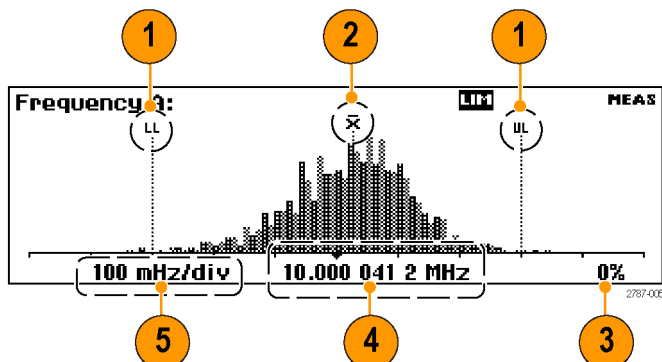 1 2 1
Frequency A: LIM MEAS
LL x̄ UL
100 mHz/div 10.000 041 2 MHz 0%
2787-005
5 4 3